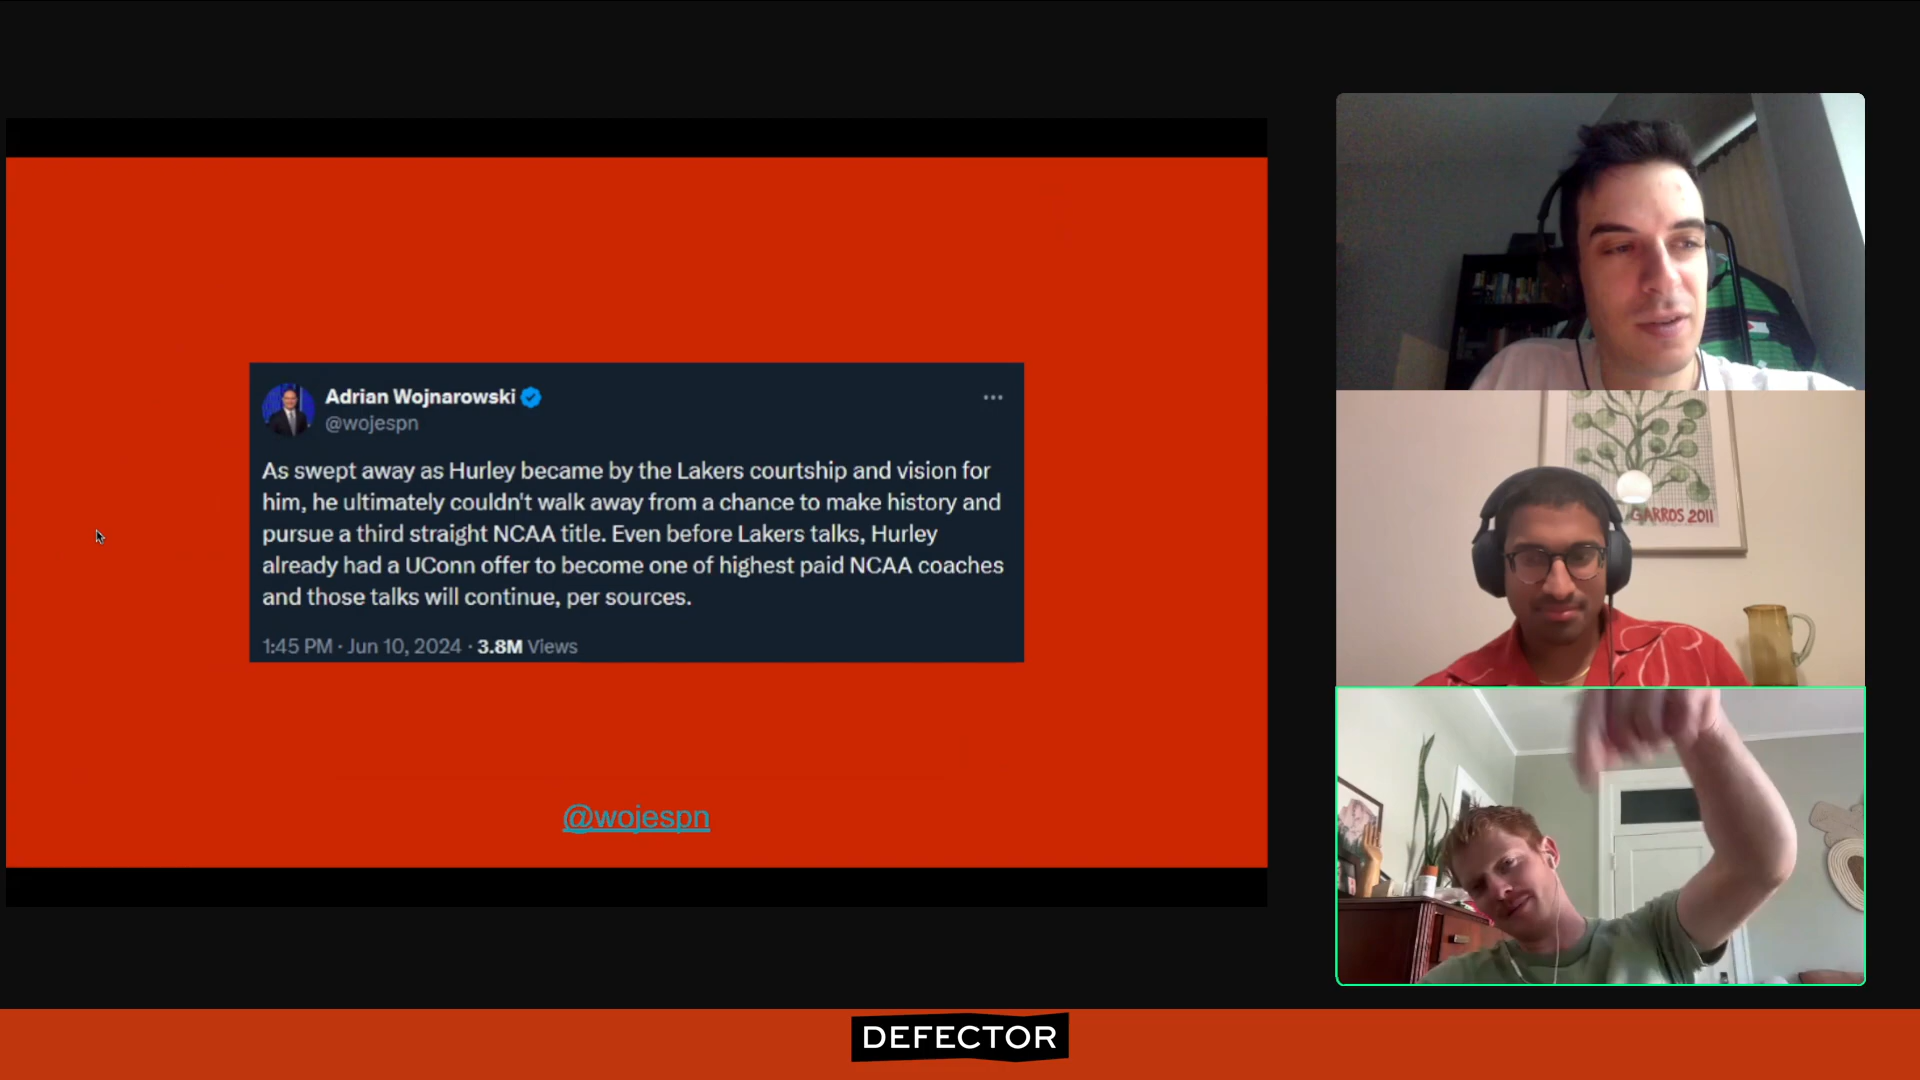 Adrian Wojnarowski
@wojespn
As swept away as Hurley became by the Lakers courtship and vision for
him, he ultimately couldn't walk away from a chance to make history and
pursue a third straight NCAA title. Even before Lakers talks, Hurley
already had a UConn offer to become one of highest paid NCAA coaches
and those talks will continue, per sources.
1:45 PM · Jun 10, 2024 · 3.8M Views
@wojespn
GARROS 2011
DEFECTOR